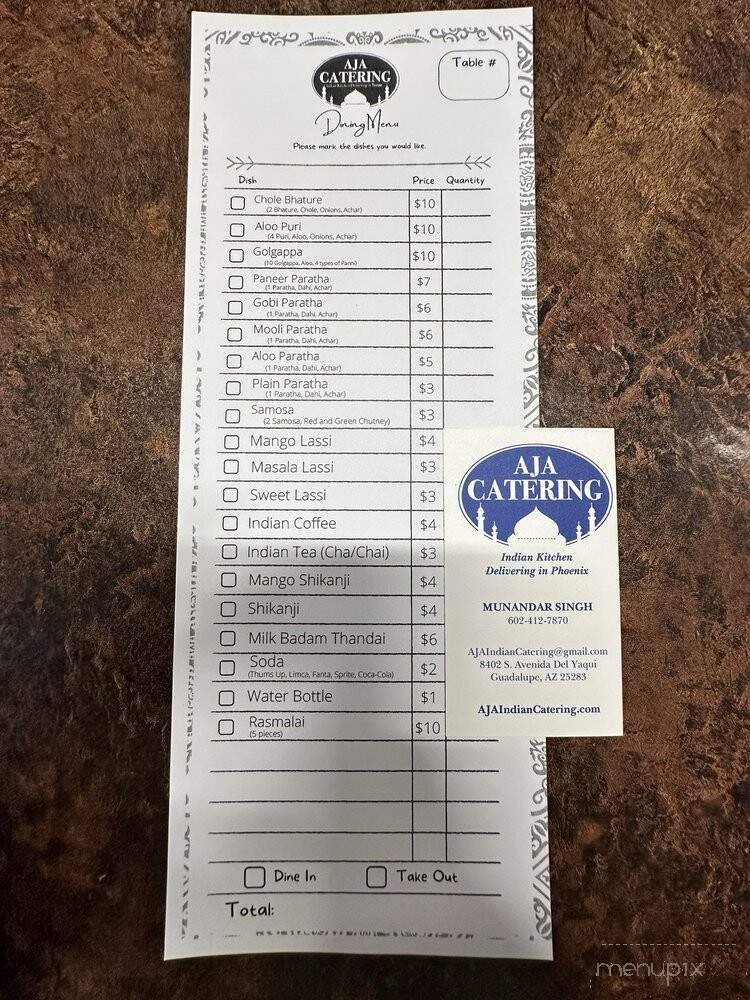 AJA
CATERING
Dining Menu
Table #
Please mark the dishes you would like.
Dish Price Quantity
Chole Bhature $10
(2 Bhature, Chole, Onions, Achar)
Aloo Puri $10
(4 Puri, Aloo, Onions, Achar)
Golgappa $10
(10 Golgappa, Aloo, 4 types of Panni)
Paneer Paratha $7
(1 Paratha, Dahi, Achar)
Gobi Paratha $6
(1 Paratha, Dahi, Achar)
Mooli Paratha $6
(1 Paratha, Dahi, Achar)
Aloo Paratha $5
(1 Paratha, Dahi, Achar)
Plain Paratha $3
(1 Paratha, Dahi, Achar)
Samosa $3
(2 Samosa, Red and Green Chutney)
Mango Lassi $4
Masala Lassi $3
Sweet Lassi $3
Indian Coffee $4
Indian Tea (Cha/Chai) $3
Mango Shikanji $4
Shikanji $4
Milk Badam Thandai $6
Soda $2
(Thums Up, Limca, Fanta, Sprite, Coca-Cola)
Water Bottle $1
Rasmalai $10
(5 pieces)
Dine In Take Out
Total:
AJA
CATERING
Indian Kitchen
Delivering in Phoenix
MUNANDAR SINGH
602-412-7870
AJAIndianCatering@gmail.com
8402 S. Avenida Del Yaqui
Guadalupe, AZ 25283
AJAIndianCatering.com
menupix